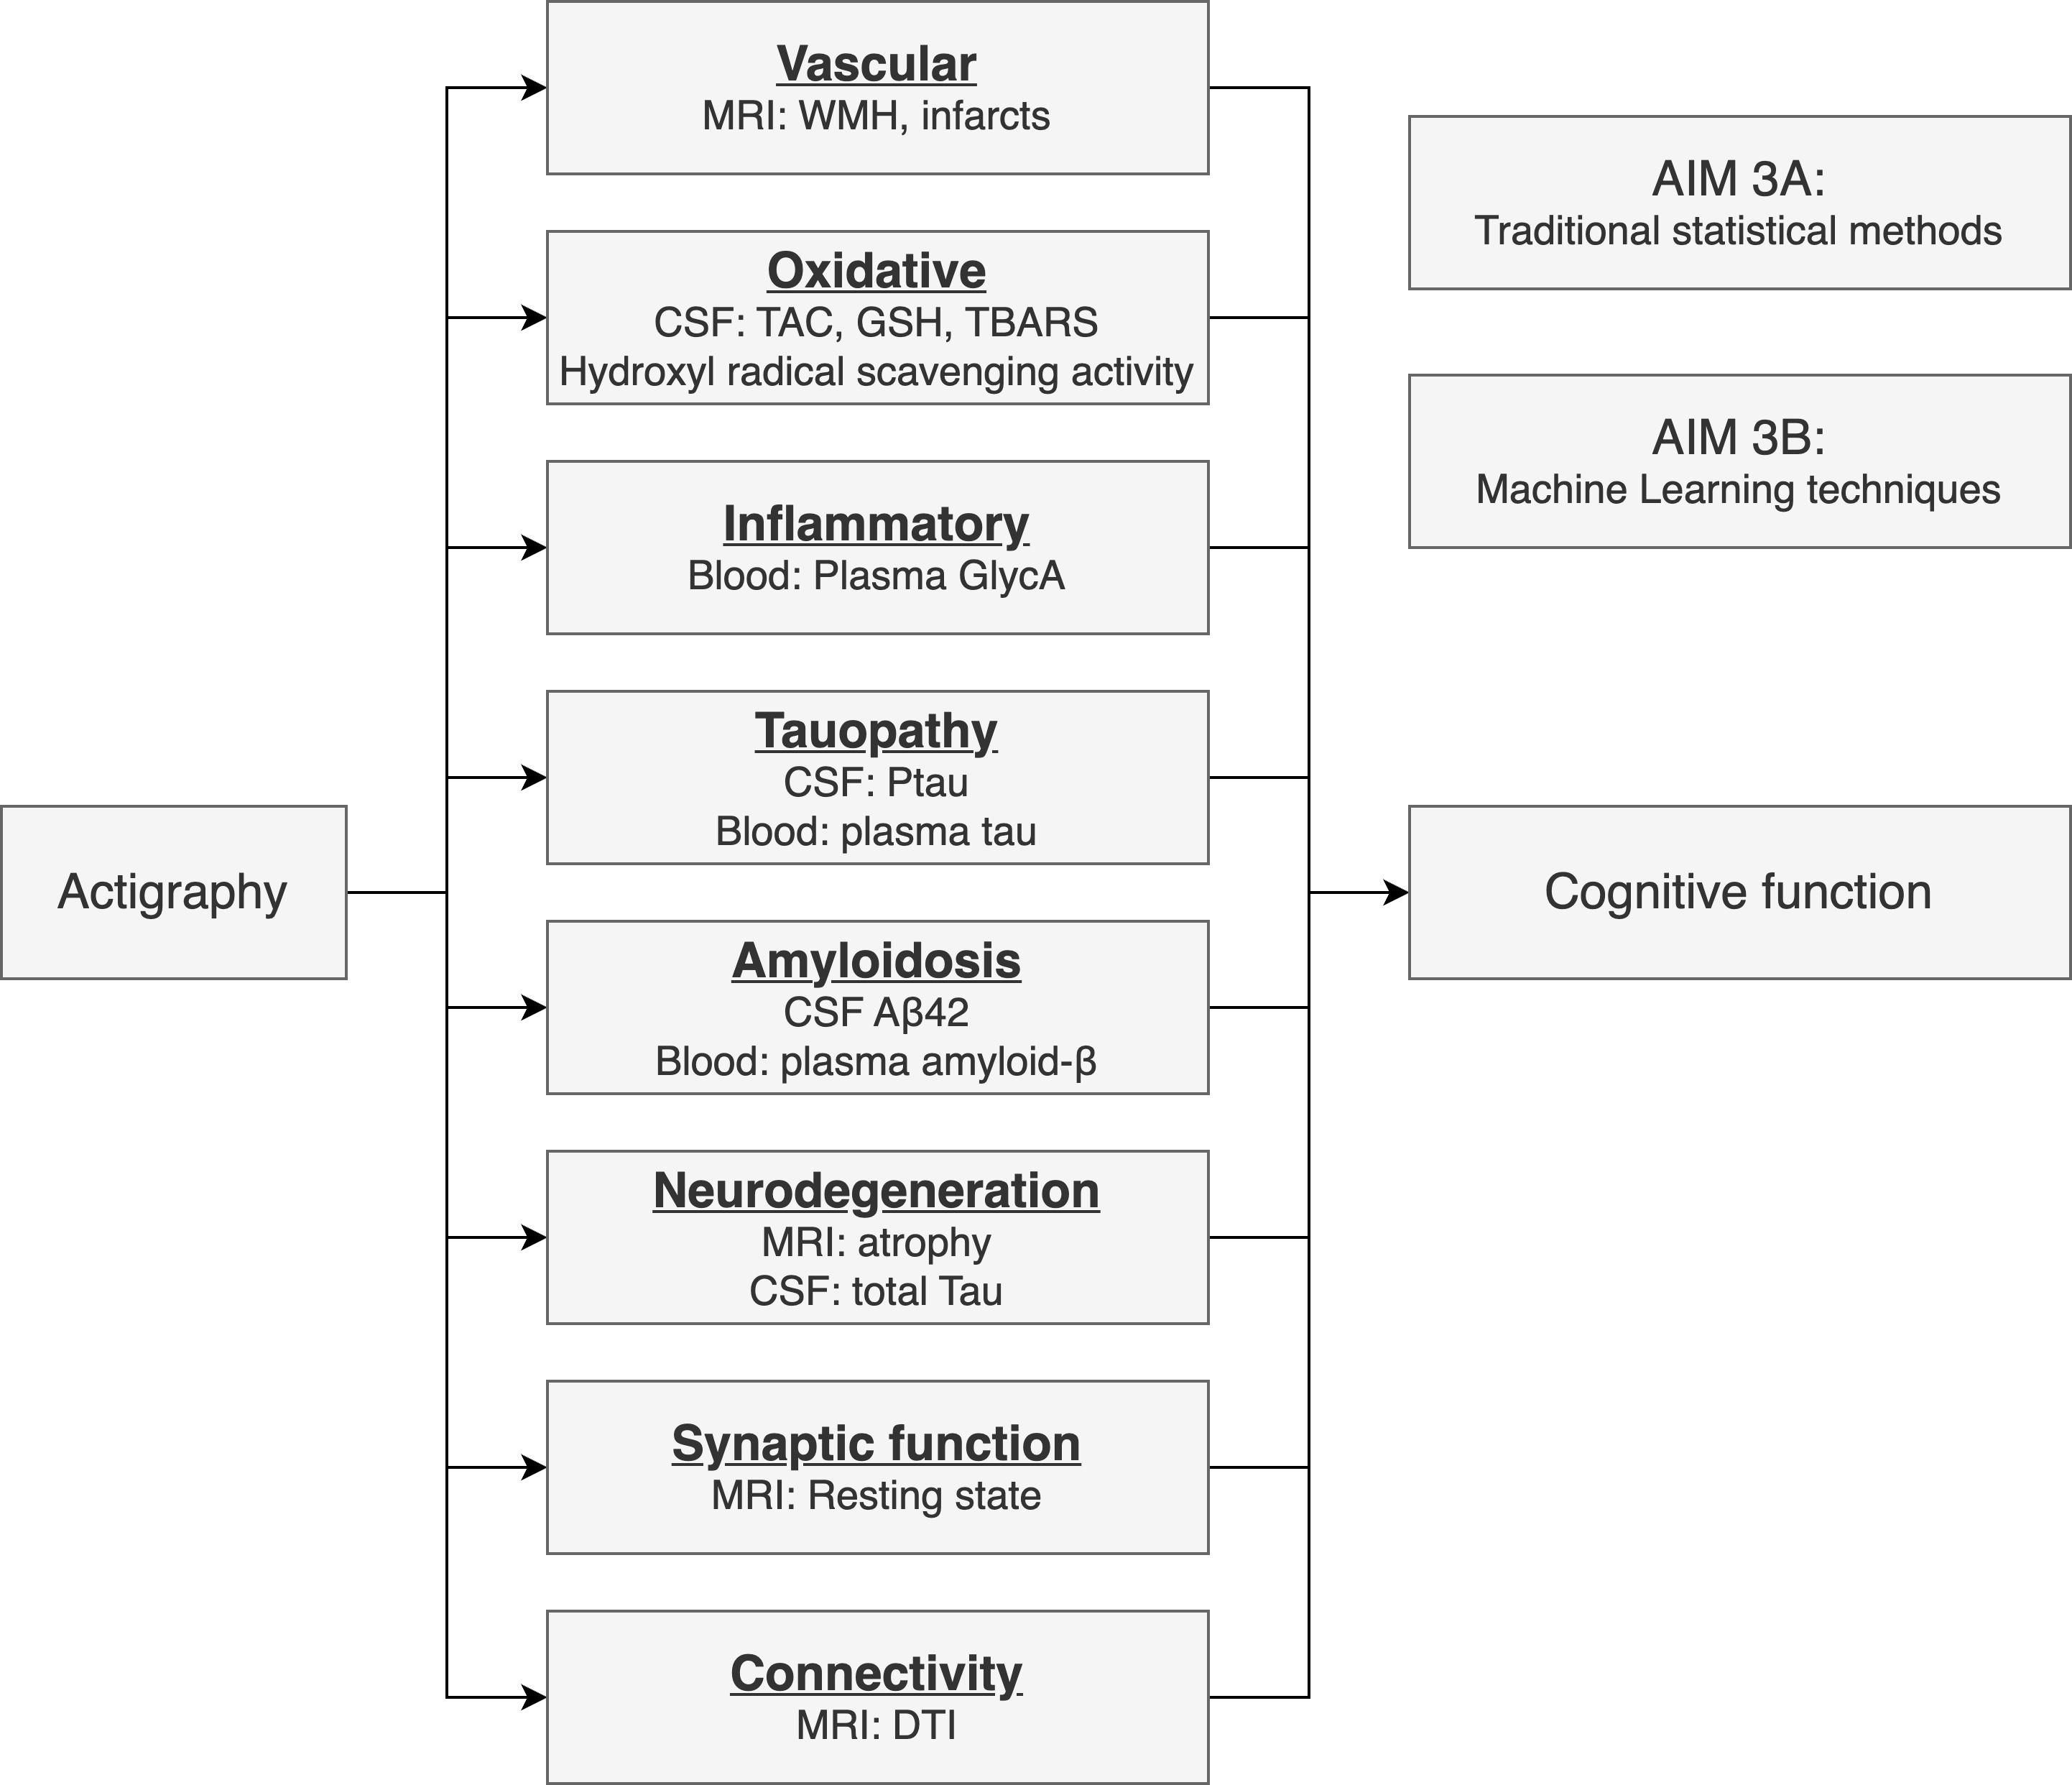 Vascular
MRI: WMH, infarcts
Oxidative
CSF: TAC, GSH, TBARS
Hydroxyl radical scavenging activity
Inflammatory
Blood: Plasma GlycA
Tauopathy
CSF: Ptau
Blood: plasma tau
Amyloidosis
CSF Aβ42
Blood: plasma amyloid-β
Neurodegeneration
MRI: atrophy
CSF: total Tau
Synaptic function
MRI: Resting state
Connectivity
MRI: DTI
Actigraphy
AIM 3A:
Traditional statistical methods
AIM 3B:
Machine Learning techniques
Cognitive function